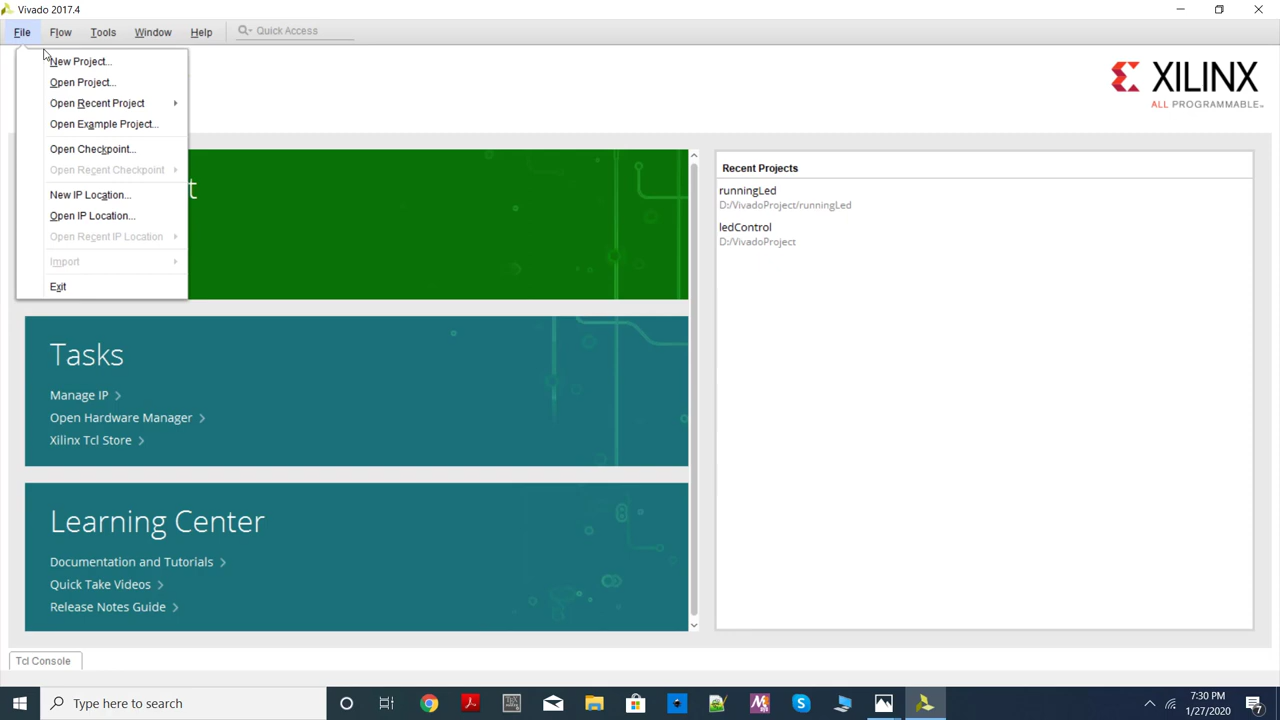 Vivado 2017.4
File Flow Tools Window Help Quick Access
New Project...
Open Project...
Open Recent Project
Open Example Project...
Open Checkpoint...
Open Recent Checkpoint
New IP Location...
Open IP Location...
Open Recent IP Location
Import
Exit
XILINX
ALL PROGRAMMABLE™
t
Tasks
Manage IP
Open Hardware Manager
Xilinx Tcl Store
Learning Center
Documentation and Tutorials
Quick Take Videos
Release Notes Guide
Recent Projects
runningLed
D:/VivadoProject/runningLed
ledControl
D:/VivadoProject
Tcl Console
Type here to search
7:30 PM
1/27/2020
7